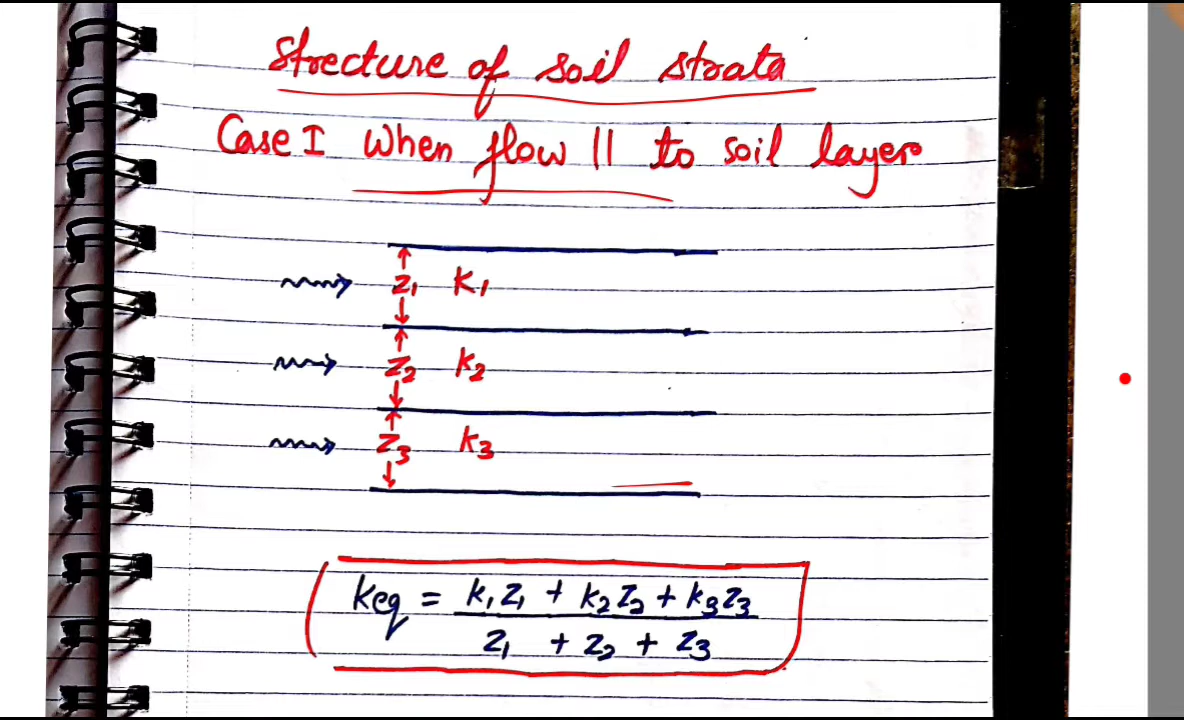 Strecture of soil strata
Case I When flow || to soil layers
Z1 K1
Z2 K2
Z3 K3
Keq = K1Z1 + K2Z2 + K3Z3
Z1 + Z2 + Z3